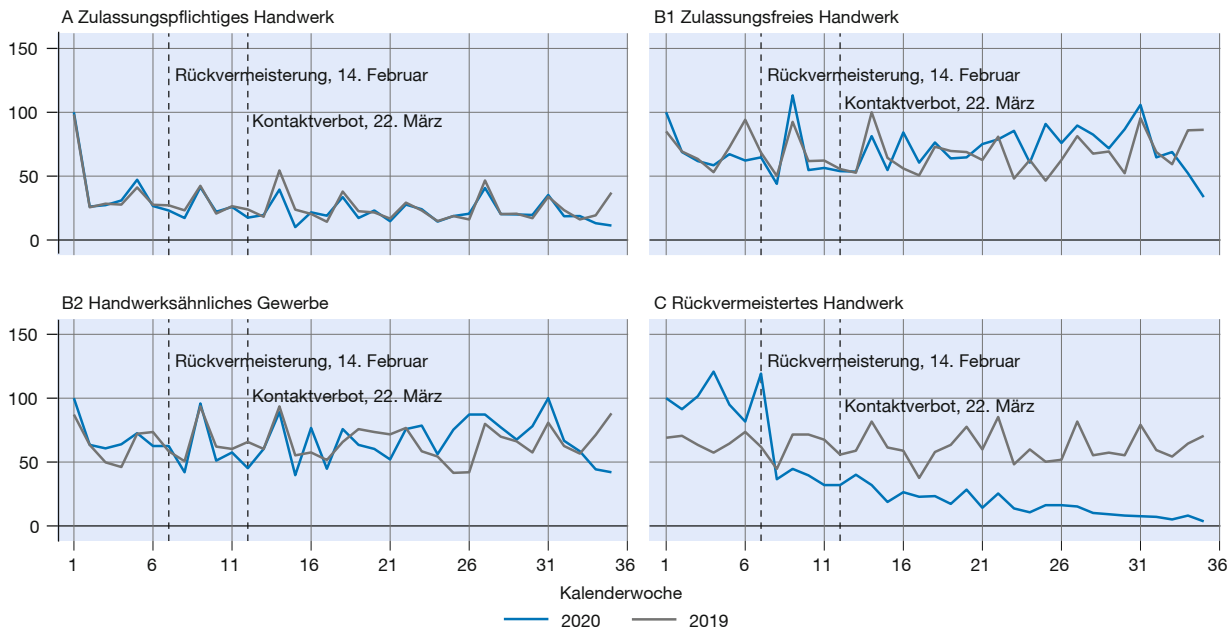 A Zulassungspflichtiges Handwerk
150
100
50
0
Rückvermeisterung, 14. Februar
Kontaktverbot, 22. März
B1 Zulassungsfreies Handwerk
Rückvermeisterung, 14. Februar
Kontaktverbot, 22. März
B2 Handwerksähnliches Gewerbe
150
100
50
0
Rückvermeisterung, 14. Februar
Kontaktverbot, 22. März
1 6 11 16 21 26 31 36
C Rückvermeistertes Handwerk
Rückvermeisterung, 14. Februar
Kontaktverbot, 22. März
1 6 11 16 21 26 31 36
Kalenderwoche
2020 2019